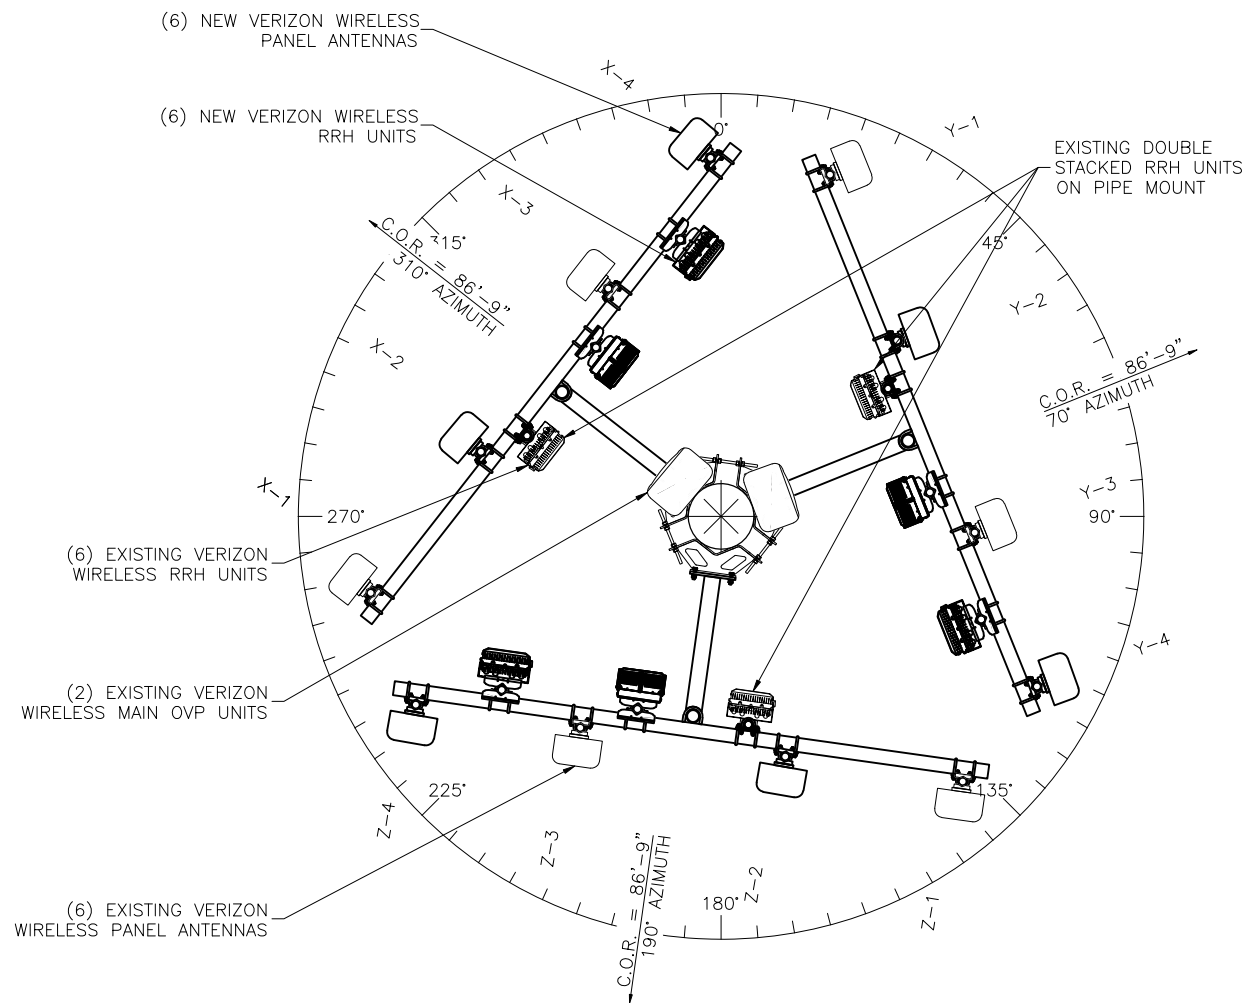 (6) NEW VERIZON WIRELESS
PANEL ANTENNAS
X-4
(6) NEW VERIZON WIRELESS
RRH UNITS
0°
Y-1
EXISTING DOUBLE
STACKED RRH UNITS
ON PIPE MOUNT
X-3
C.O.R. = 86'-9"
310° AZIMUTH
315°
45°
Y-2
X-2
C.O.R. = 86'-9"
70° AZIMUTH
X-1
270°
Y-3
90°
(6) EXISTING VERIZON
WIRELESS RRH UNITS
Y-4
(2) EXISTING VERIZON
WIRELESS MAIN OVP UNITS
225°
135°
Z-4
Z-3
C.O.R. = 86'-9"
190° AZIMUTH
Z-2
180°
Z-1
(6) EXISTING VERIZON
WIRELESS PANEL ANTENNAS